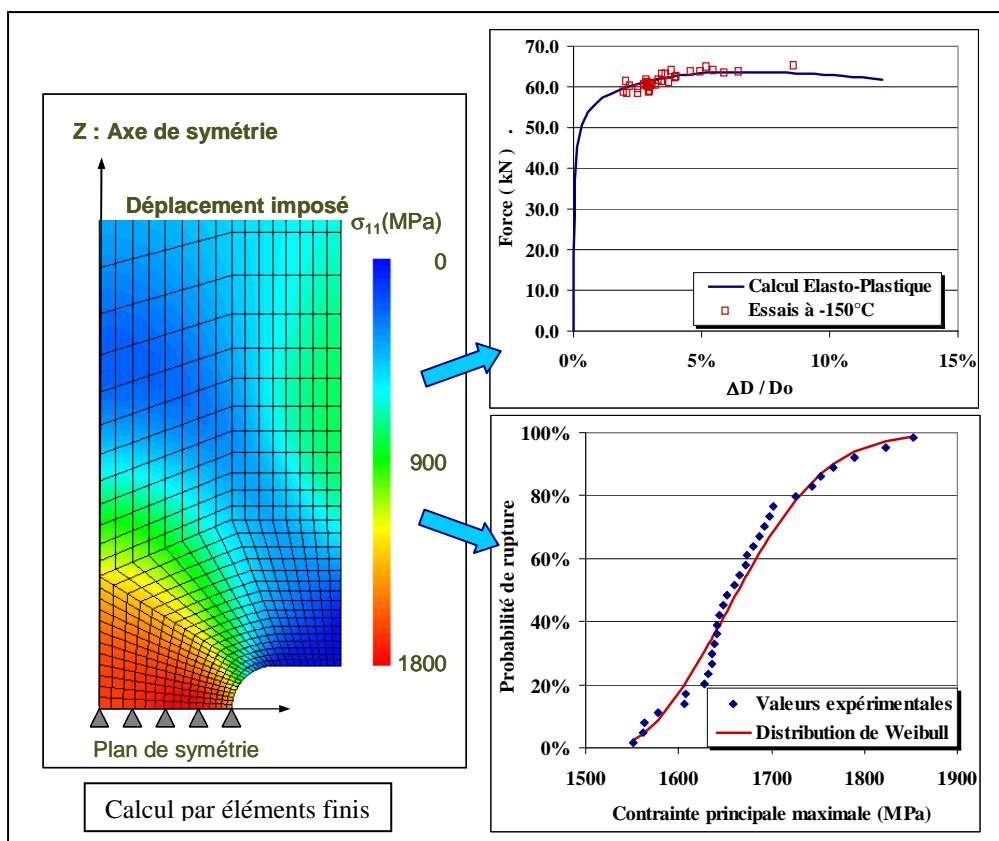 Z : Axe de symétrie
Déplacement imposé
σ11(MPa)
0
900
1800
Plan de symétrie
Calcul par éléments finis
70.0
60.0
50.0
40.0
30.0
20.0
10.0
0.0
Force ( kN ) .
Calcul Elasto-Plastique
Essais à -150°C
0% 5% 10% 15%
ΔD / Do
100%
80%
60%
40%
20%
0%
Probabilité de rupture
Valeurs expérimentales
Distribution de Weibull
1500 1600 1700 1800 1900
Contrainte principale maximale (MPa)